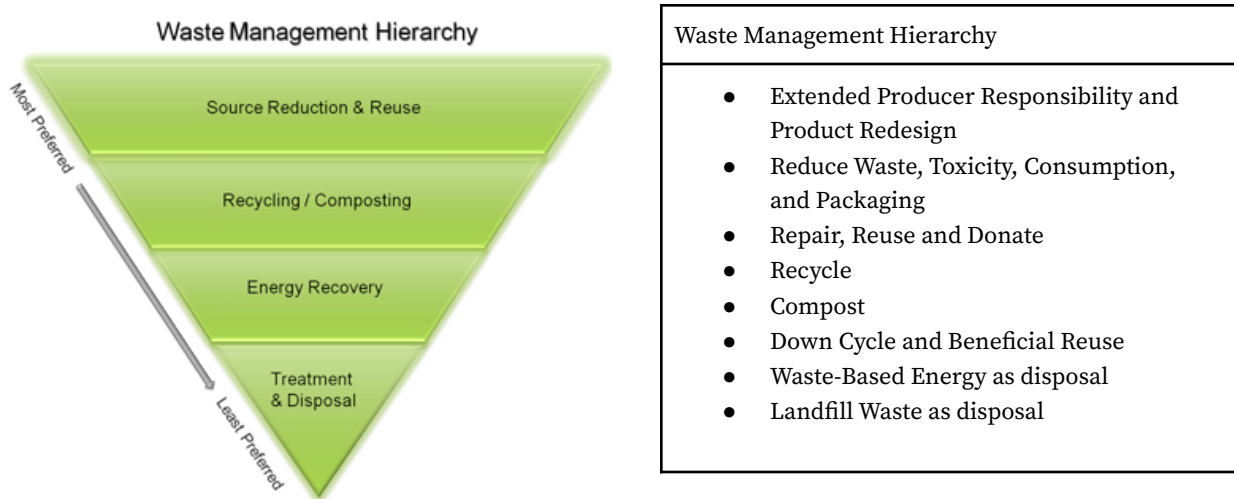 Waste Management Hierarchy
Most Preferred
Source Reduction & Reuse
Recycling / Composting
Energy Recovery
Treatment
& Disposal
Least Preferred
Waste Management Hierarchy
● Extended Producer Responsibility and
Product Redesign
● Reduce Waste, Toxicity, Consumption,
and Packaging
● Repair, Reuse and Donate
● Recycle
● Compost
● Down Cycle and Beneficial Reuse
● Waste-Based Energy as disposal
● Landfill Waste as disposal